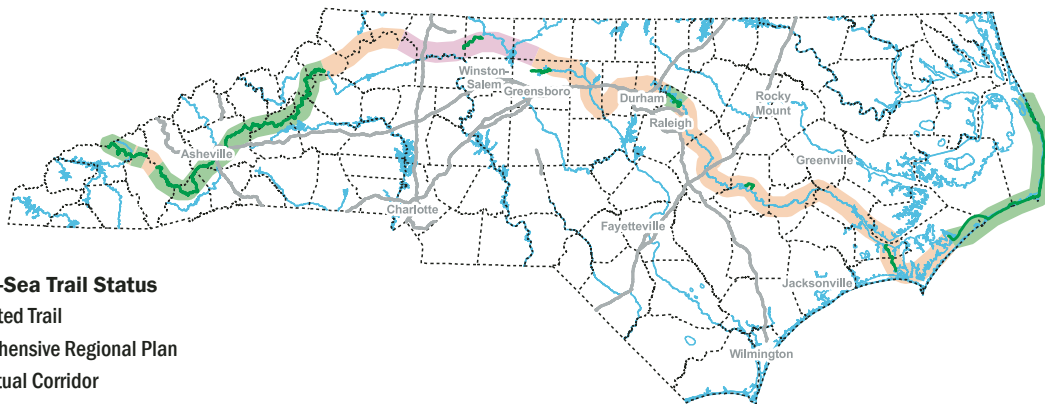 Winston-
Salem
Greensboro
Durham
Raleigh
Rocky
Mount
Asheville
Greenville
Charlotte
Fayetteville
Jacksonville
Wilmington
-Sea Trail Status
ted Trail
hensive Regional Plan
tual Corridor